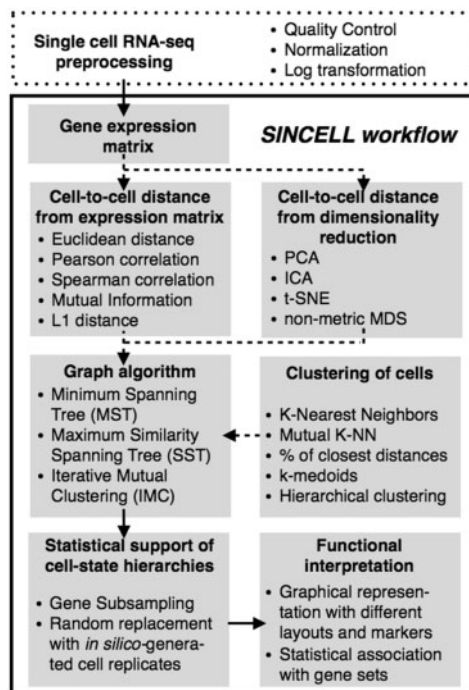 Single cell RNA-seq
preprocessing
• Quality Control
• Normalization
• Log transformation
SINCELL workflow
Gene expression
matrix
Cell-to-cell distance
from expression matrix
• Euclidean distance
• Pearson correlation
• Spearman correlation
• Mutual Information
• L1 distance
Cell-to-cell distance
from dimensionality
reduction
• PCA
• ICA
• t-SNE
• non-metric MDS
Graph algorithm
• Minimum Spanning
Tree (MST)
• Maximum Similarity
Spanning Tree (SST)
• Iterative Mutual
Clustering (IMC)
Clustering of cells
• K-Nearest Neighbors
• Mutual K-NN
• % of closest distances
• k-medoids
• Hierarchical clustering
Statistical support of
cell-state hierarchies
• Gene Subsampling
• Random replacement
with in silico-genera-
ted cell replicates
Functional
interpretation
• Graphical represen-
tation with different
layouts and markers
• Statistical association
with gene sets